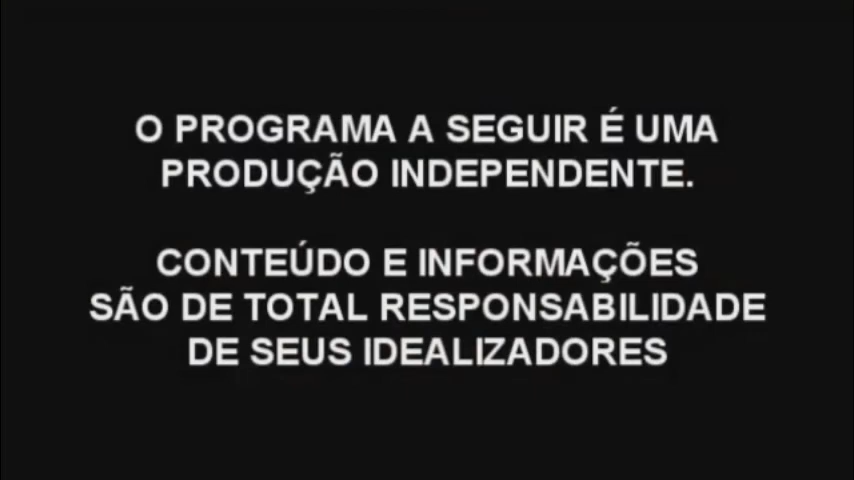 O PROGRAMA A SEGUIR É UMA
PRODUÇÃO INDEPENDENTE.
CONTEÚDO E INFORMAÇÕES
SÃO DE TOTAL RESPONSABILIDADE
DE SEUS IDEALIZADORES